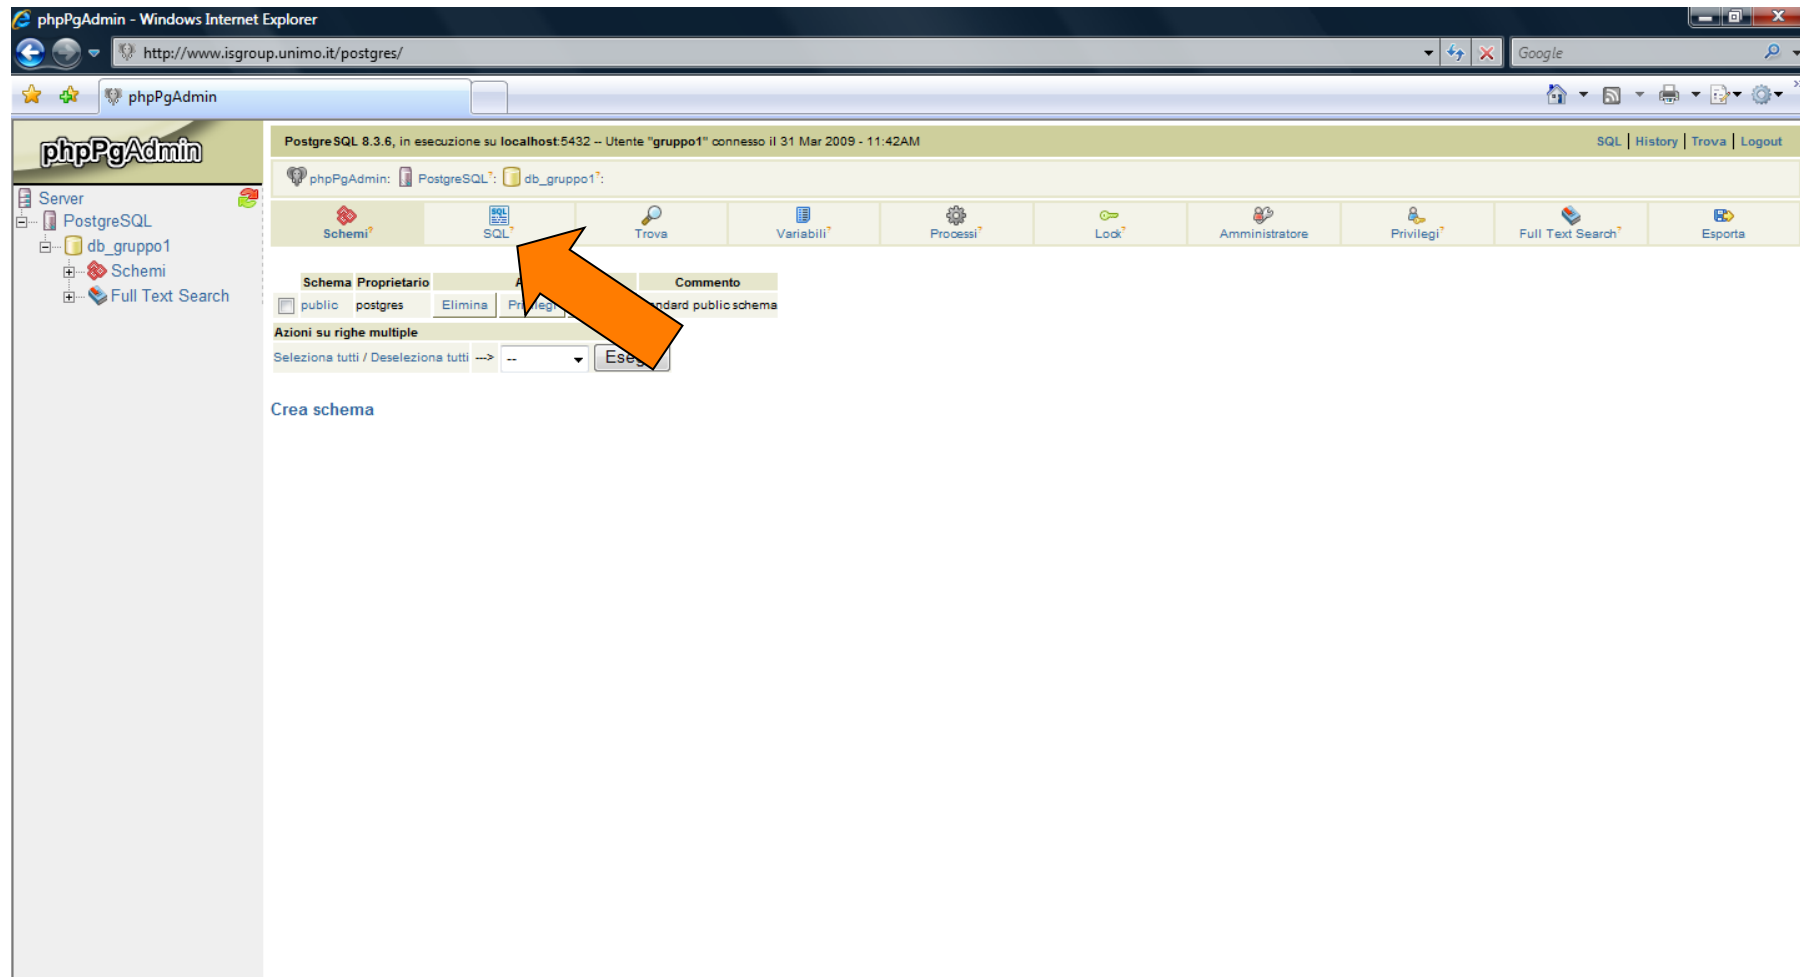 phpPgAdmin - Windows Internet Explorer
http://www.isgroup.unimo.it/postgres/
Google
phpPgAdmin
phpPgAdmin
PostgreSQL 8.3.6, in esecuzione su localhost:5432 -- Utente "gruppo1" connesso il 31 Mar 2009 - 11:42AM
SQL | History | Trova | Logout
phpPgAdmin: PostgreSQL?: db_gruppo1?:
Server
PostgreSQL
db_gruppo1
Schemi
Full Text Search
SQL
Schemi? SQL? Trova Variabili? Processi? Lock? Amministratore Privilegi? Full Text Search? Esporta
Schema Proprietario Commento
public postgres Elimina public schema
Azioni su righe multiple
Seleziona tutti / Deseleziona tutti ---> --
Crea schema